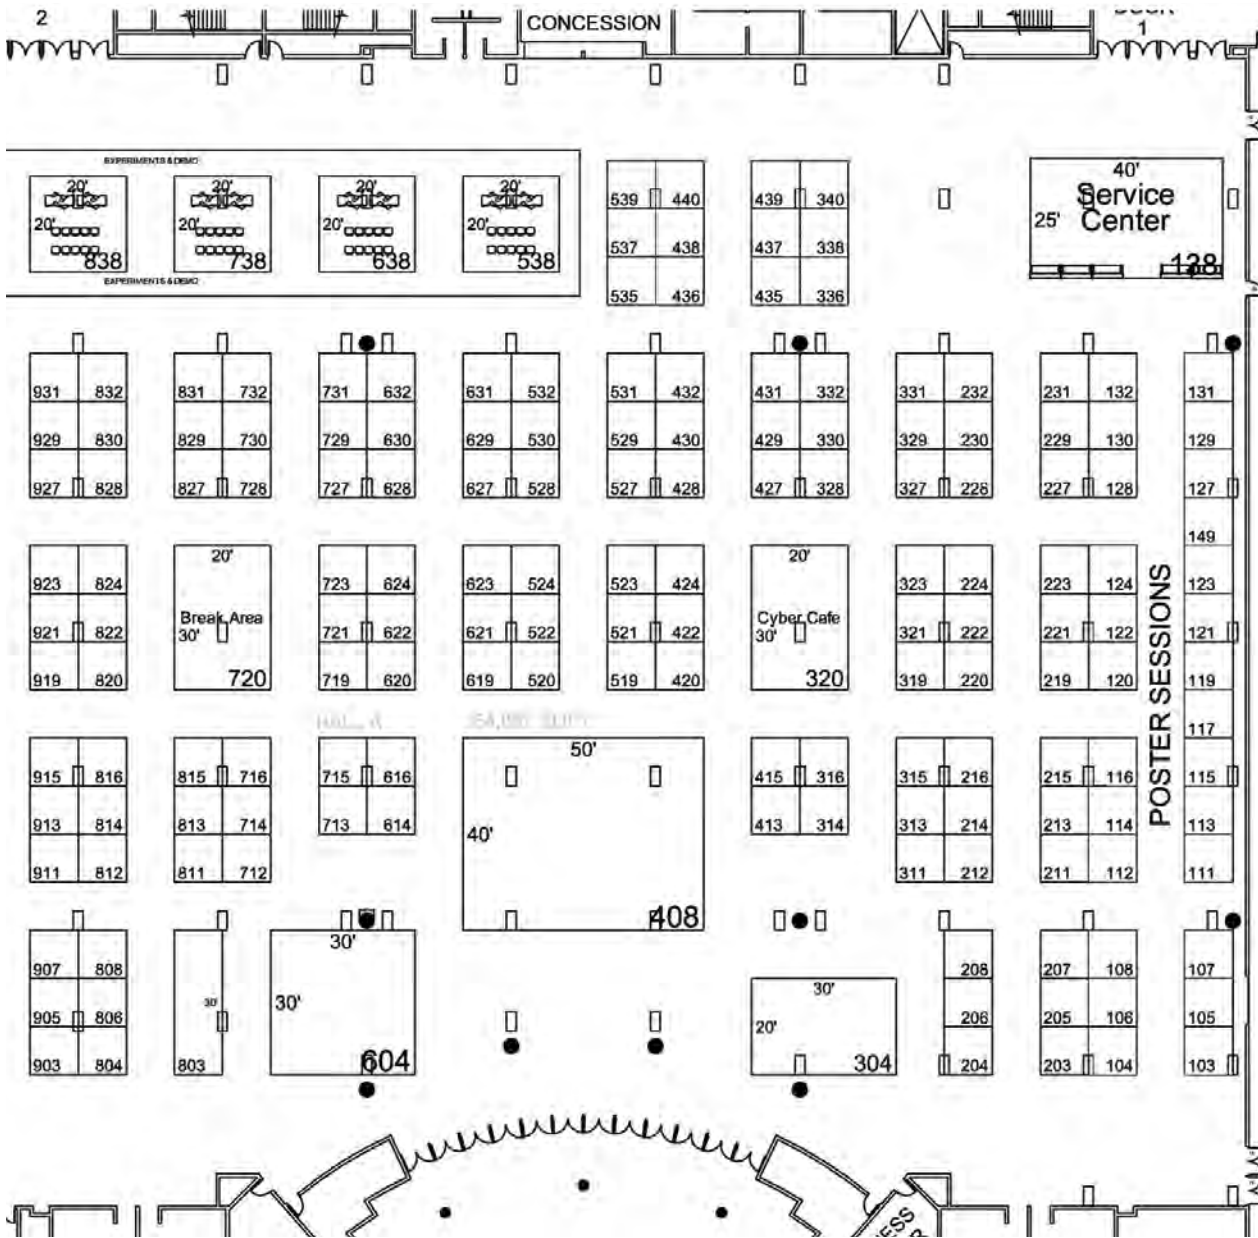 2
CONCESSION
1
EXPERIMENTS & DEMO
20' 20' 20' 20'
20' 20' 20' 20'
838 738 638 538
EXPERIMENTS & DEMO
539 440 439 340
537 438 437 338
535 436 435 336
40'
Service
25' Center
138
931 832 831 732 731 632 631 532 531 432 431 332 331 232 231 132 131
929 830 829 730 729 630 629 530 529 430 429 330 329 230 229 130 129
927 828 827 728 727 628 627 528 527 428 427 328 327 228 227 128 127
149
20' 20'
923 824 723 624 623 524 523 424 323 224 223 124 123
Break Area Cyber Cafe
30' 30'
921 822 721 622 621 522 521 422 321 222 221 122 121
919 820 720 719 620 619 520 519 420 320 319 220 219 120 119
POSTER SESSIONS
117
50'
915 816 815 716 715 616 415 316 315 216 215 116 115
913 814 813 714 713 614 40' 413 314 313 214 213 114 113
911 812 811 712 311 212 211 112 111
408
30'
907 808 208 207 108 107
30' 30' 30'
905 806 20' 206 205 106 105
903 804 803 604 304 204 203 104 103